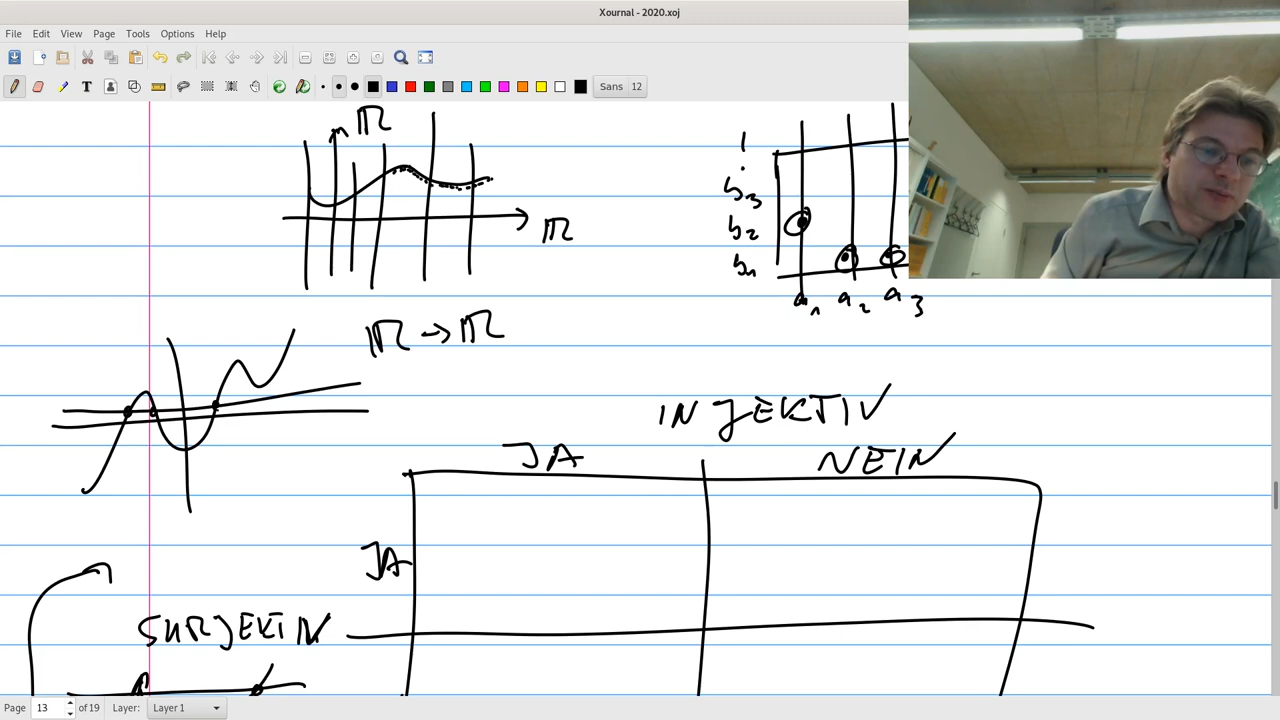 Xournal - 2020.xoj
File Edit View Page Tools Options Help
Sans 12
ℝ
ℝ
b3
b2
b1
a1 a2 a3
ℝ → ℝ
INJEKTIV
JA NEIN
JA
SURJEKTIV
Page 13 of 19 Layer: Layer 1